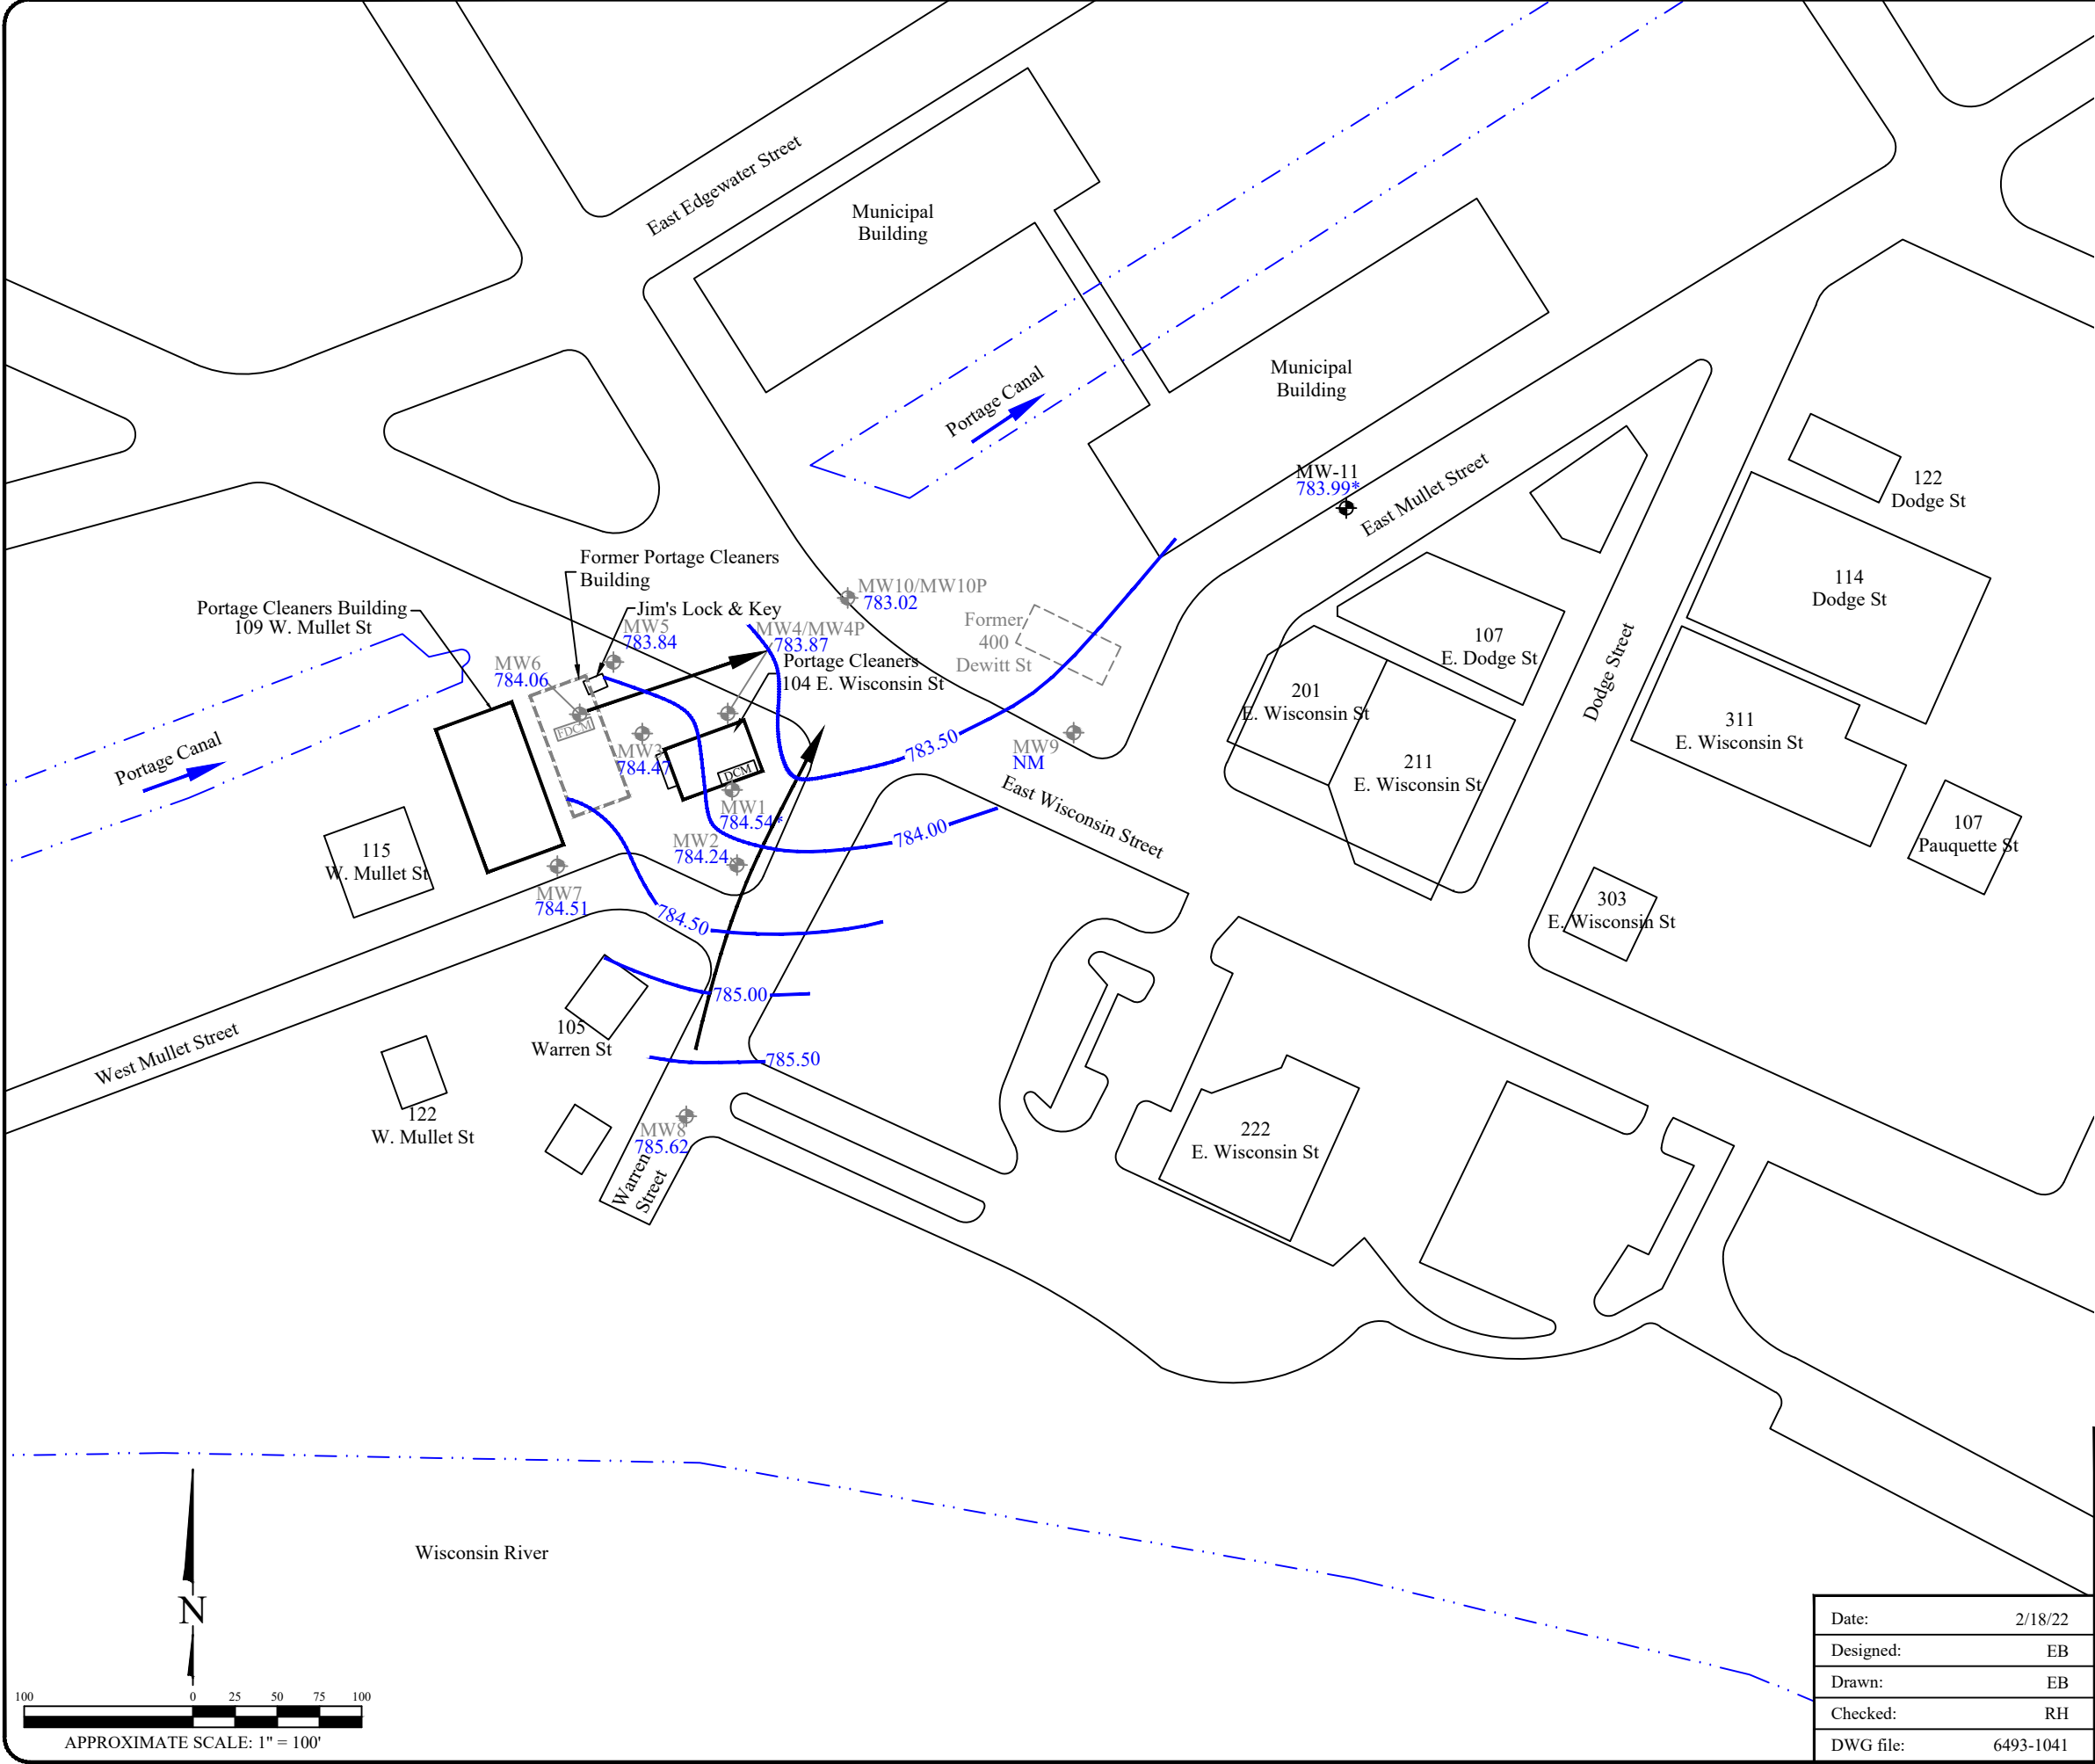 East Edgewater Street
Municipal
Building
Municipal
Building
Portage Canal
MW-11
783.99*
East Mullet Street
122
Dodge St
114
Dodge St
Former Portage Cleaners
Building
Jim's Lock & Key
Portage Cleaners Building
109 W. Mullet St
MW10/MW10P
783.02
MW5
783.84
MW4/MW4P
783.87
Former
400
Dewitt St
107
E. Dodge St
Dodge Street
MW6
784.06
Portage Cleaners
104 E. Wisconsin St
201
E. Wisconsin St
311
E. Wisconsin St
FDCM
MW3
784.47
DCM
783.50
MW9
NM
211
E. Wisconsin St
Portage Canal
MW1
784.54*
784.00
East Wisconsin Street
107
Pauquette St
115
W. Mullet St
MW2
784.24
MW7
784.51
784.50
303
E. Wisconsin St
785.00
105
Warren St
West Mullet Street
785.50
122
W. Mullet St
MW8
785.62
222
E. Wisconsin St
Warren
Street
Wisconsin River
N
100 0 25 50 75 100
APPROXIMATE SCALE: 1" = 100'
Date: 2/18/22
Designed: EB
Drawn: EB
Checked: RH
DWG file: 6493-1041